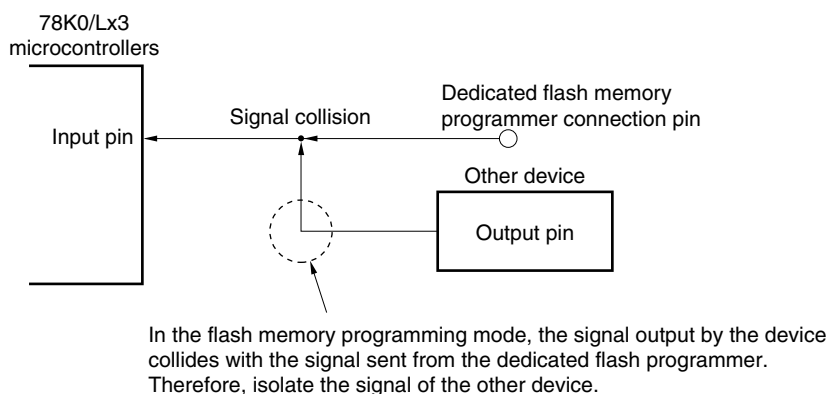 78K0/Lx3
microcontrollers
Input pin
Signal collision
Dedicated flash memory
programmer connection pin
Other device
Output pin
In the flash memory programming mode, the signal output by the device
collides with the signal sent from the dedicated flash programmer.
Therefore, isolate the signal of the other device.